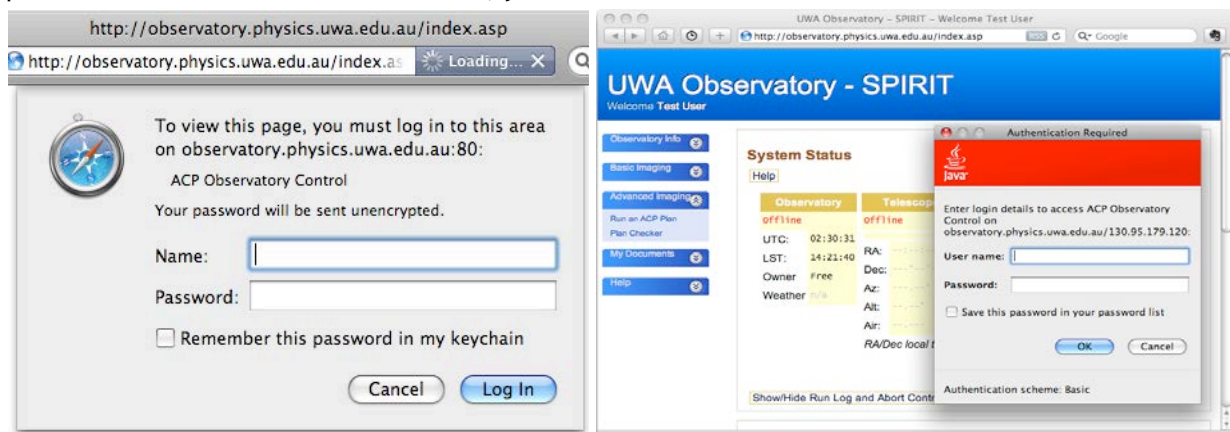 http://observatory.physics.uwa.edu.au/index.asp
http://observatory.physics.uwa.edu.au/index.as
Loading...
To view this page, you must log in to this area
on observatory.physics.uwa.edu.au:80:
ACP Observatory Control
Your password will be sent unencrypted.
Name:
Password:
Remember this password in my keychain
Cancel Log In
UWA Observatory – SPIRIT – Welcome Test User
http://observatory.physics.uwa.edu.au/index.asp RSS Google
UWA Observatory - SPIRIT
Welcome Test User
Observatory Info
Basic Imaging
Advanced Imaging
Run an ACP Plan
Plan Checker
My Documents
Help
System Status
Help
Observatory Telescop
Offline Offline
UTC: 02:30:31
LST: 14:21:40
Owner Free
Weather n/a
RA:
Dec:
Az:
Alt:
Air:
RA/Dec local t
Show/Hide Run Log and Abort Contr
Authentication Required
Java
Enter login details to access ACP Observatory
Control on
observatory.physics.uwa.edu.au/130.95.179.120:
User name:
Password:
Save this password in your password list
OK Cancel
Authentication scheme: Basic